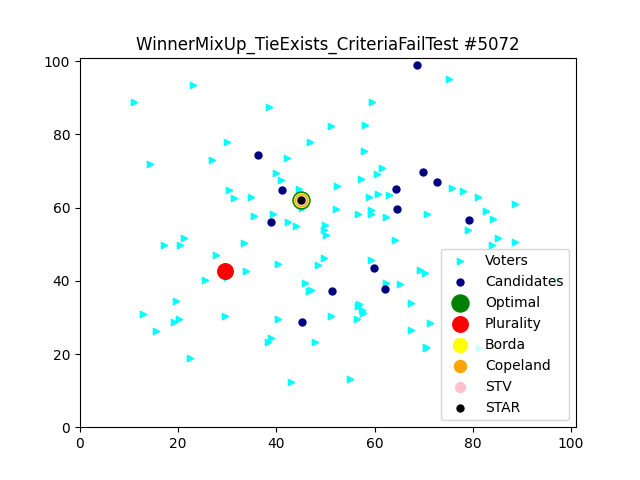 WinnerMixUp_TieExists_CriteriaFailTest #5072
100
80
60
40
20
0
0 20 40 60 80 100
Voters
Candidates
Optimal
Plurality
Borda
Copeland
STV
STAR